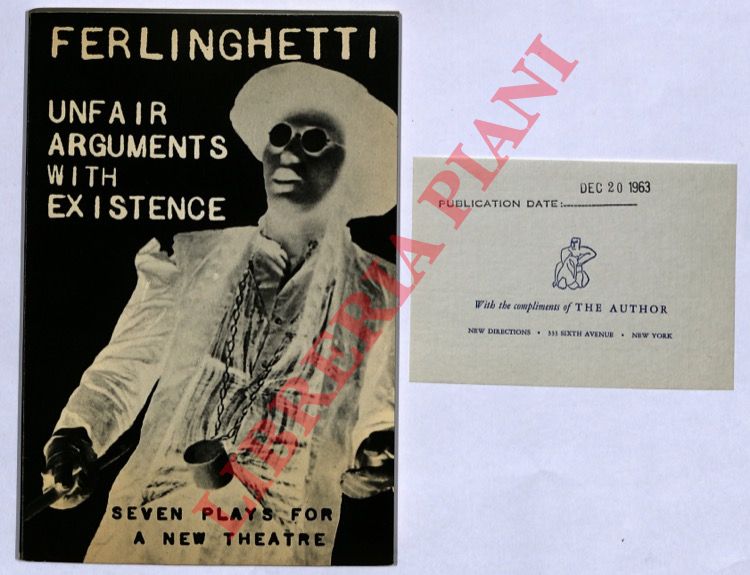 FERLINGHETTI
UNFAIR
ARGUMENTS
WITH
EXISTENCE
SEVEN PLAYS FOR
A NEW THEATRE
DEC 20 1963
PUBLICATION DATE:
With the compliments of THE AUTHOR
NEW DIRECTIONS • 333 SIXTH AVENUE • NEW YORK
LIBRERIA PIANI